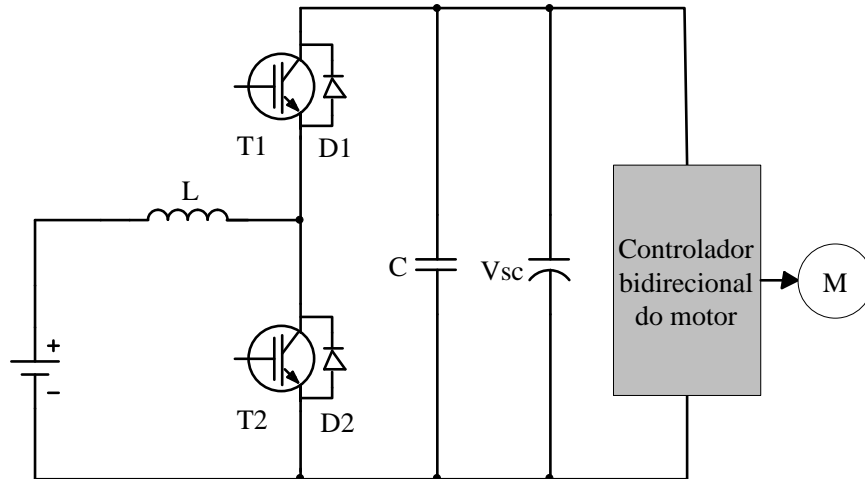 T1
D1
L
C
Vsc
Controlador
bidirecional
do motor
M
+
−
T2
D2